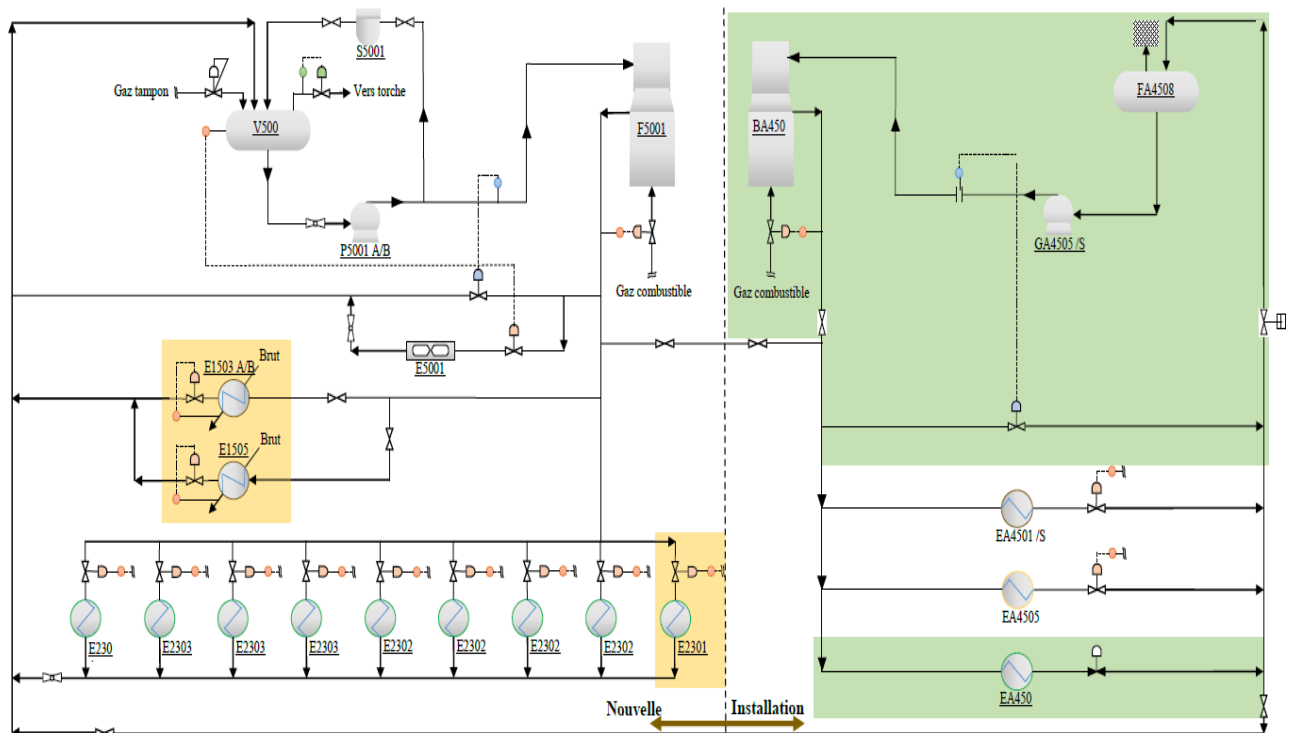 S5001
Gaz tampon
Vers torche
V500
F5001
BA450
FA4508
P5001 A/B
GA4505 /S
Gaz combustible
Gaz combustible
E5001
E1503 A/B
Brut
E1505
Brut
EA4501 /S
EA4505
E230
E2303
E2303
E2303
E2302
E2302
E2302
E2302
E2301
EA450
Nouvelle
Installation